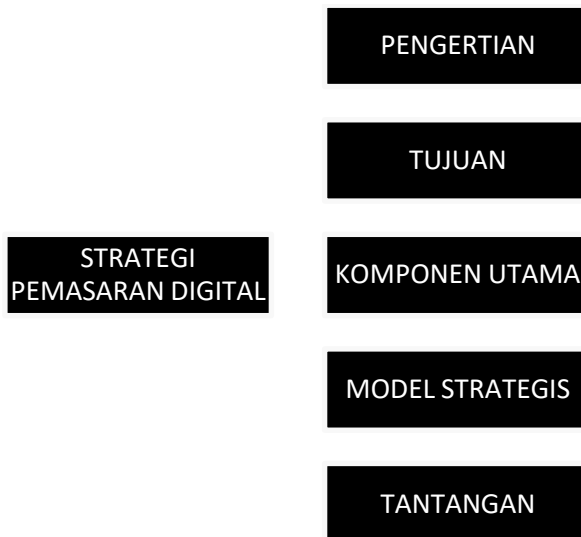 PENGERTIAN
TUJUAN
STRATEGI
PEMASARAN DIGITAL
KOMPONEN UTAMA
MODEL STRATEGIS
TANTANGAN